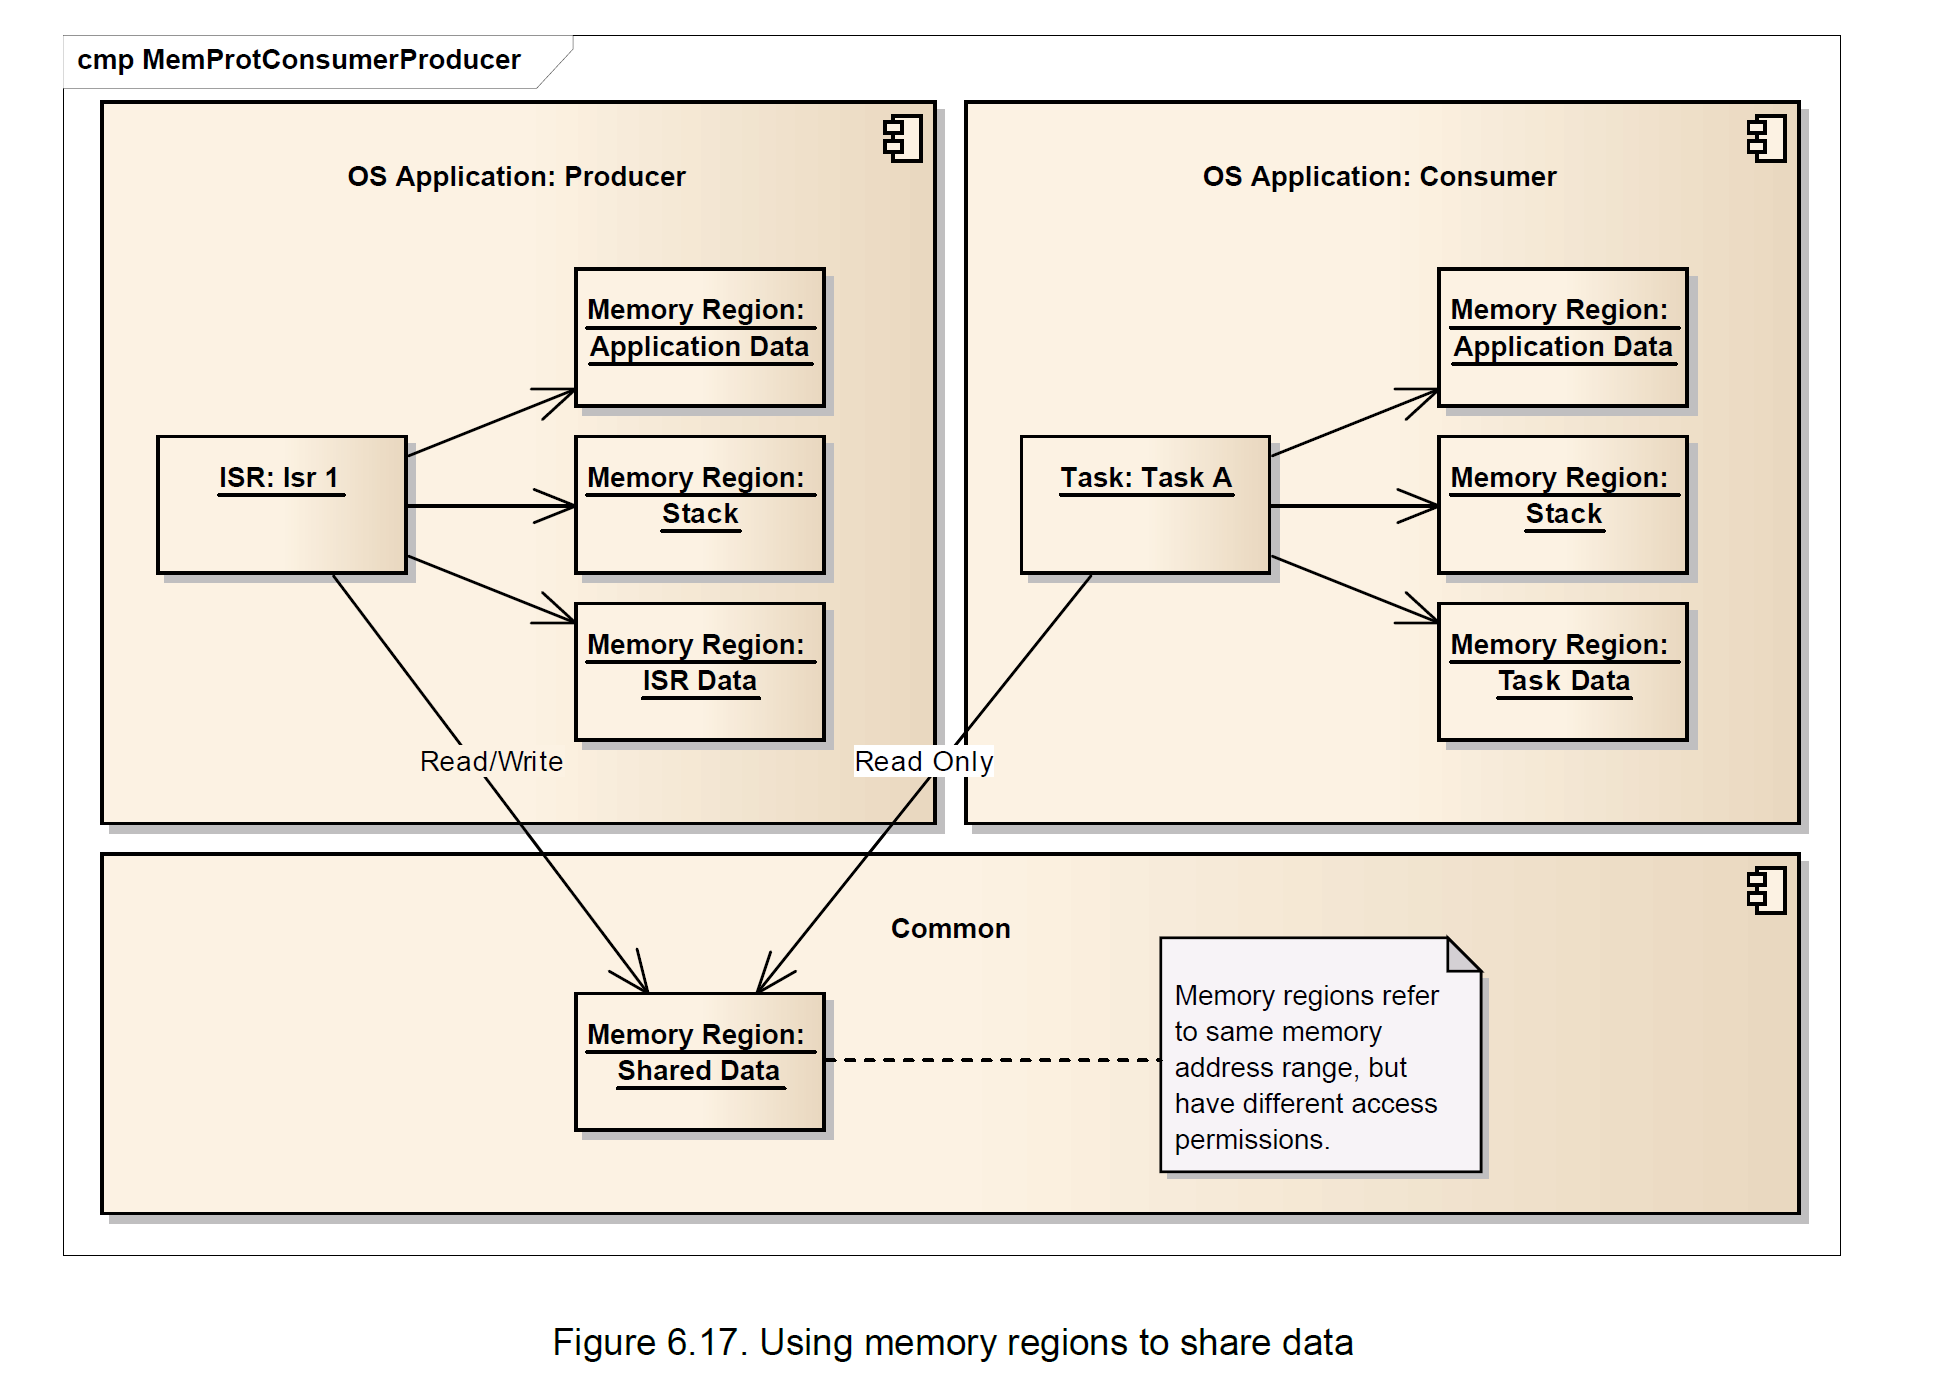 cmp MemProtConsumerProducer
OS Application: Producer
Memory Region:
Application Data
ISR: Isr 1
Memory Region:
Stack
Memory Region:
ISR Data
Read/Write
OS Application: Consumer
Memory Region:
Application Data
Task: Task A
Memory Region:
Stack
Memory Region:
Task Data
Read Only
Common
Memory Region:
Shared Data
Memory regions refer
to same memory
address range, but
have different access
permissions.
Figure 6.17. Using memory regions to share data